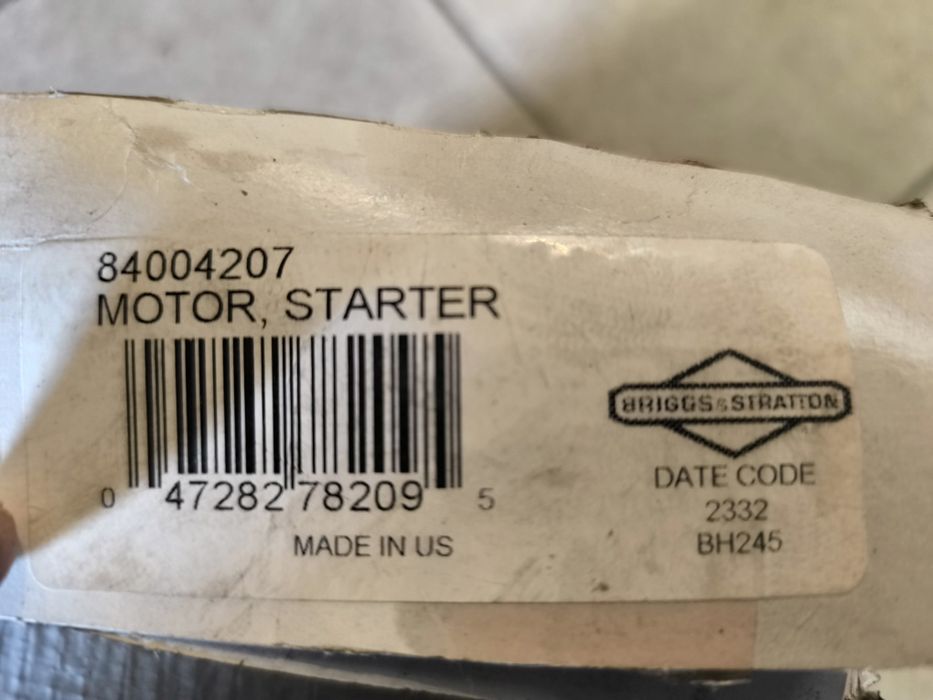 84004207
MOTOR, STARTER
0 47282 78209 5
MADE IN US
BRIGGS & STRATTON
DATE CODE
2332
BH245